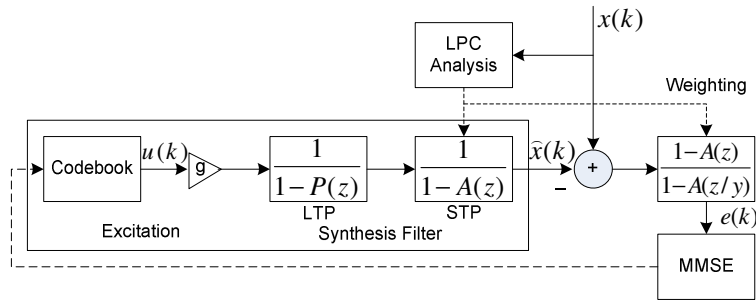 x(k)
LPC
Analysis
Weighting
Codebook
u(k)
g
1
1−P(z)
LTP
1
1−A(z)
STP
x̂(k)
+
−
1−A(z)
1−A(z/y)
e(k)
Excitation
Synthesis Filter
MMSE